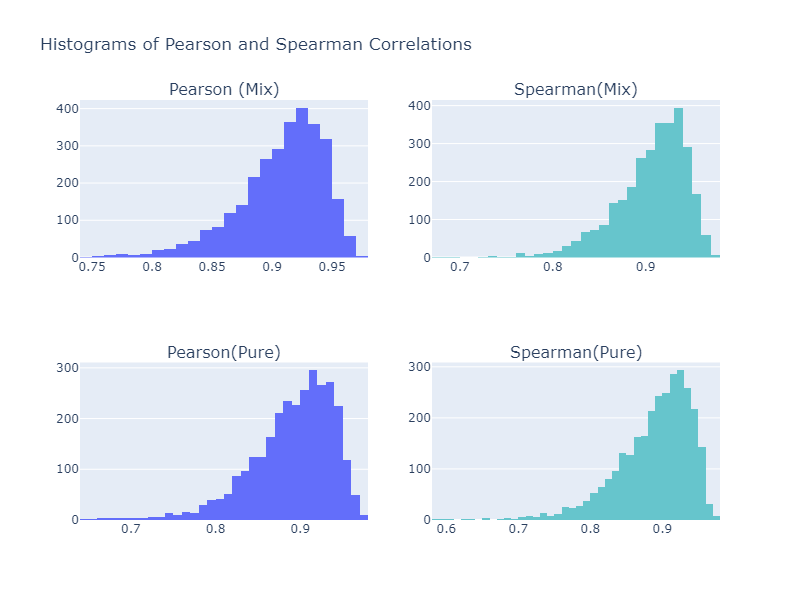 Histograms of Pearson and Spearman Correlations
Pearson (Mix)
400
300
200
100
0
0.75 0.8 0.85 0.9 0.95
Spearman(Mix)
400
300
200
100
0
0.7 0.8 0.9
Pearson(Pure)
300
200
100
0
0.7 0.8 0.9
Spearman(Pure)
300
200
100
0
0.6 0.7 0.8 0.9